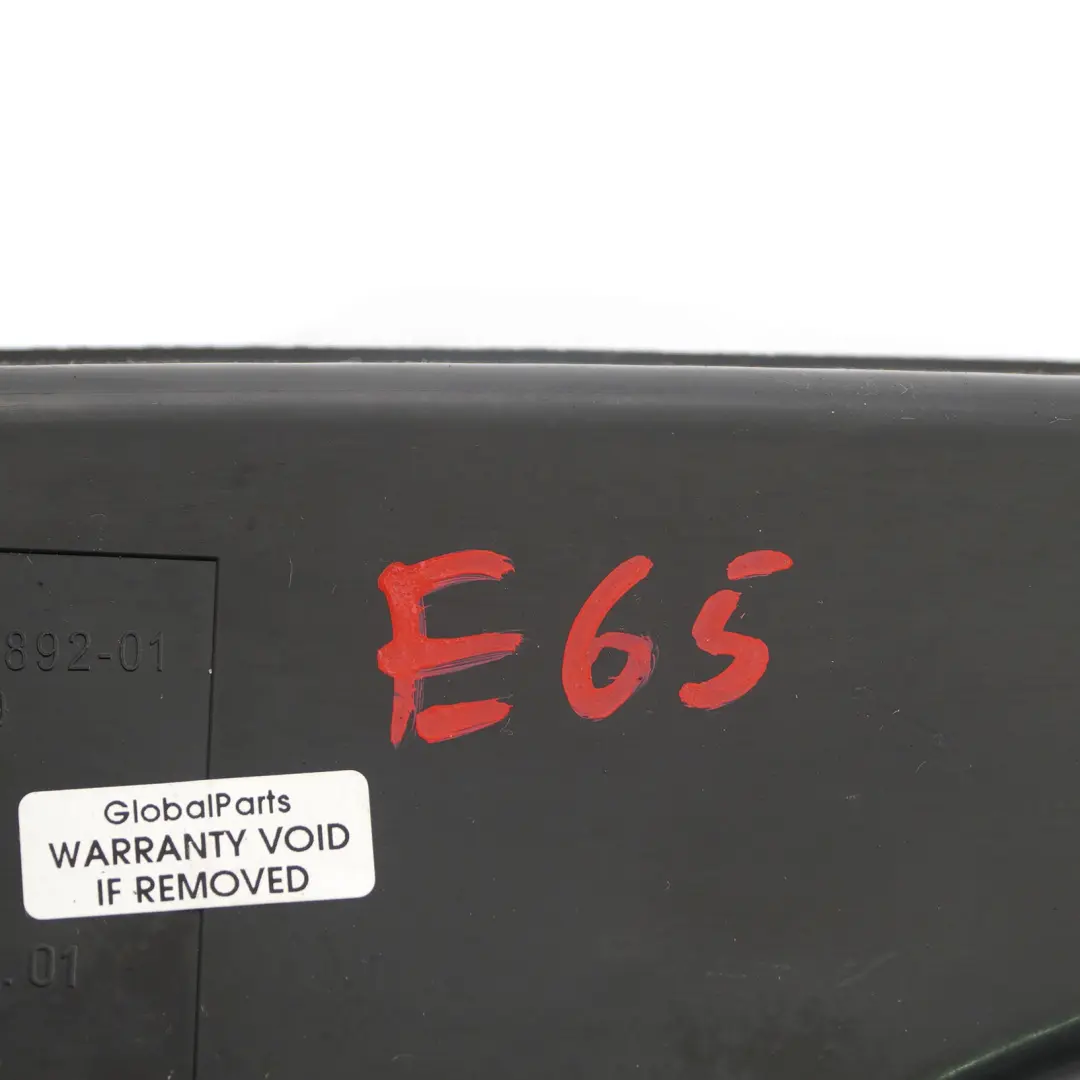 E65
892-01
GlobalParts
WARRANTY VOID
IF REMOVED
.01